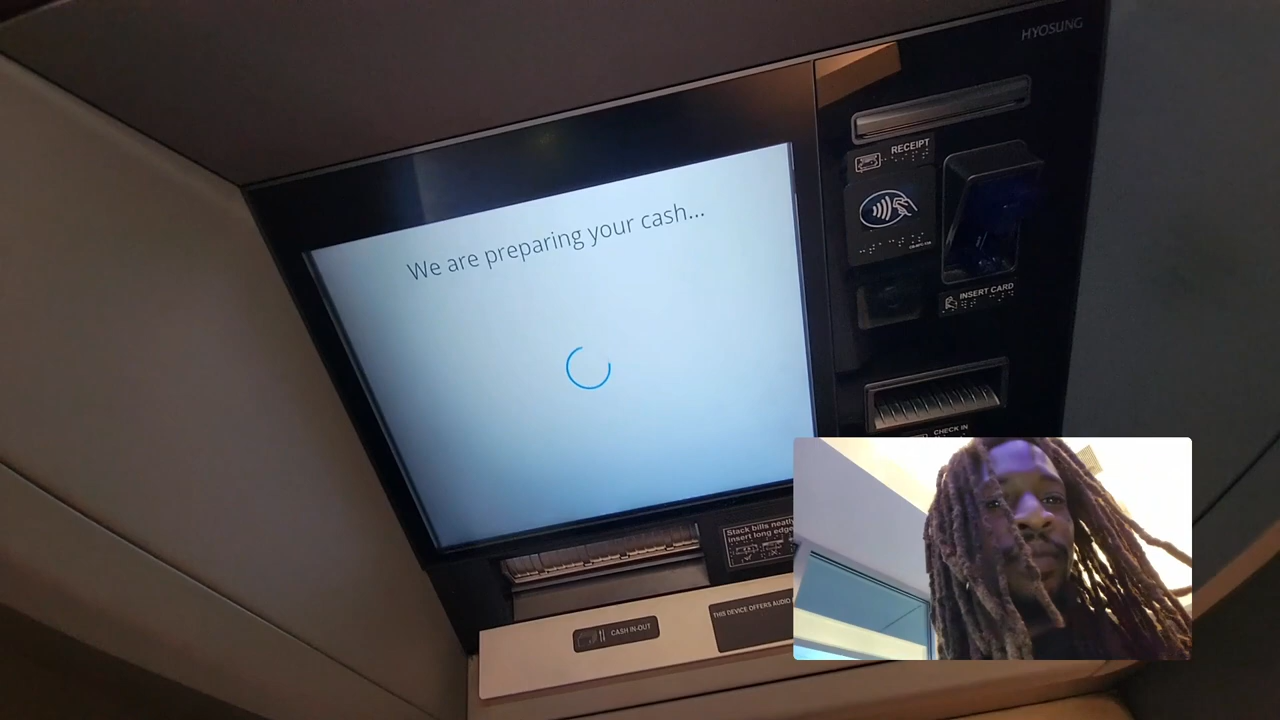 HYOSUNG
RECEIPT
We are preparing your cash...
INSERT CARD
CHECK IN
Stack bills neatly
insert long edge
CASH IN-OUT
THIS DEVICE OFFERS AUDIO